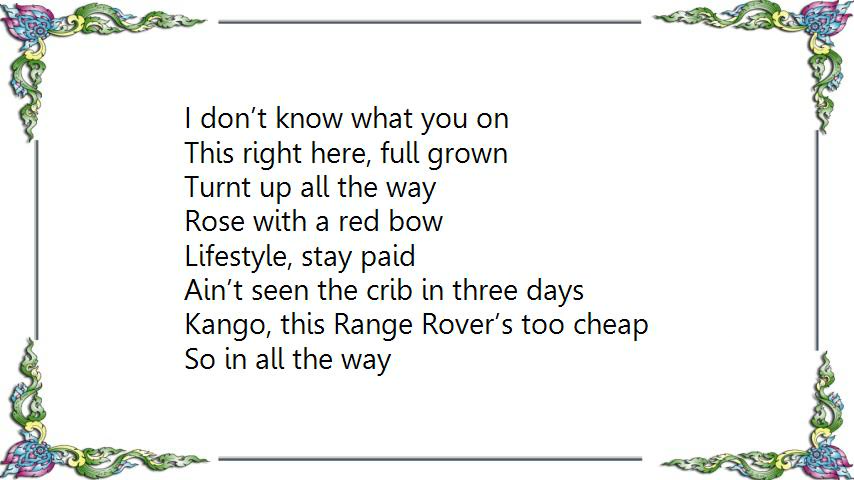 I don’t know what you on
This right here, full grown
Turnt up all the way
Rose with a red bow
Lifestyle, stay paid
Ain’t seen the crib in three days
Kango, this Range Rover’s too cheap
So in all the way